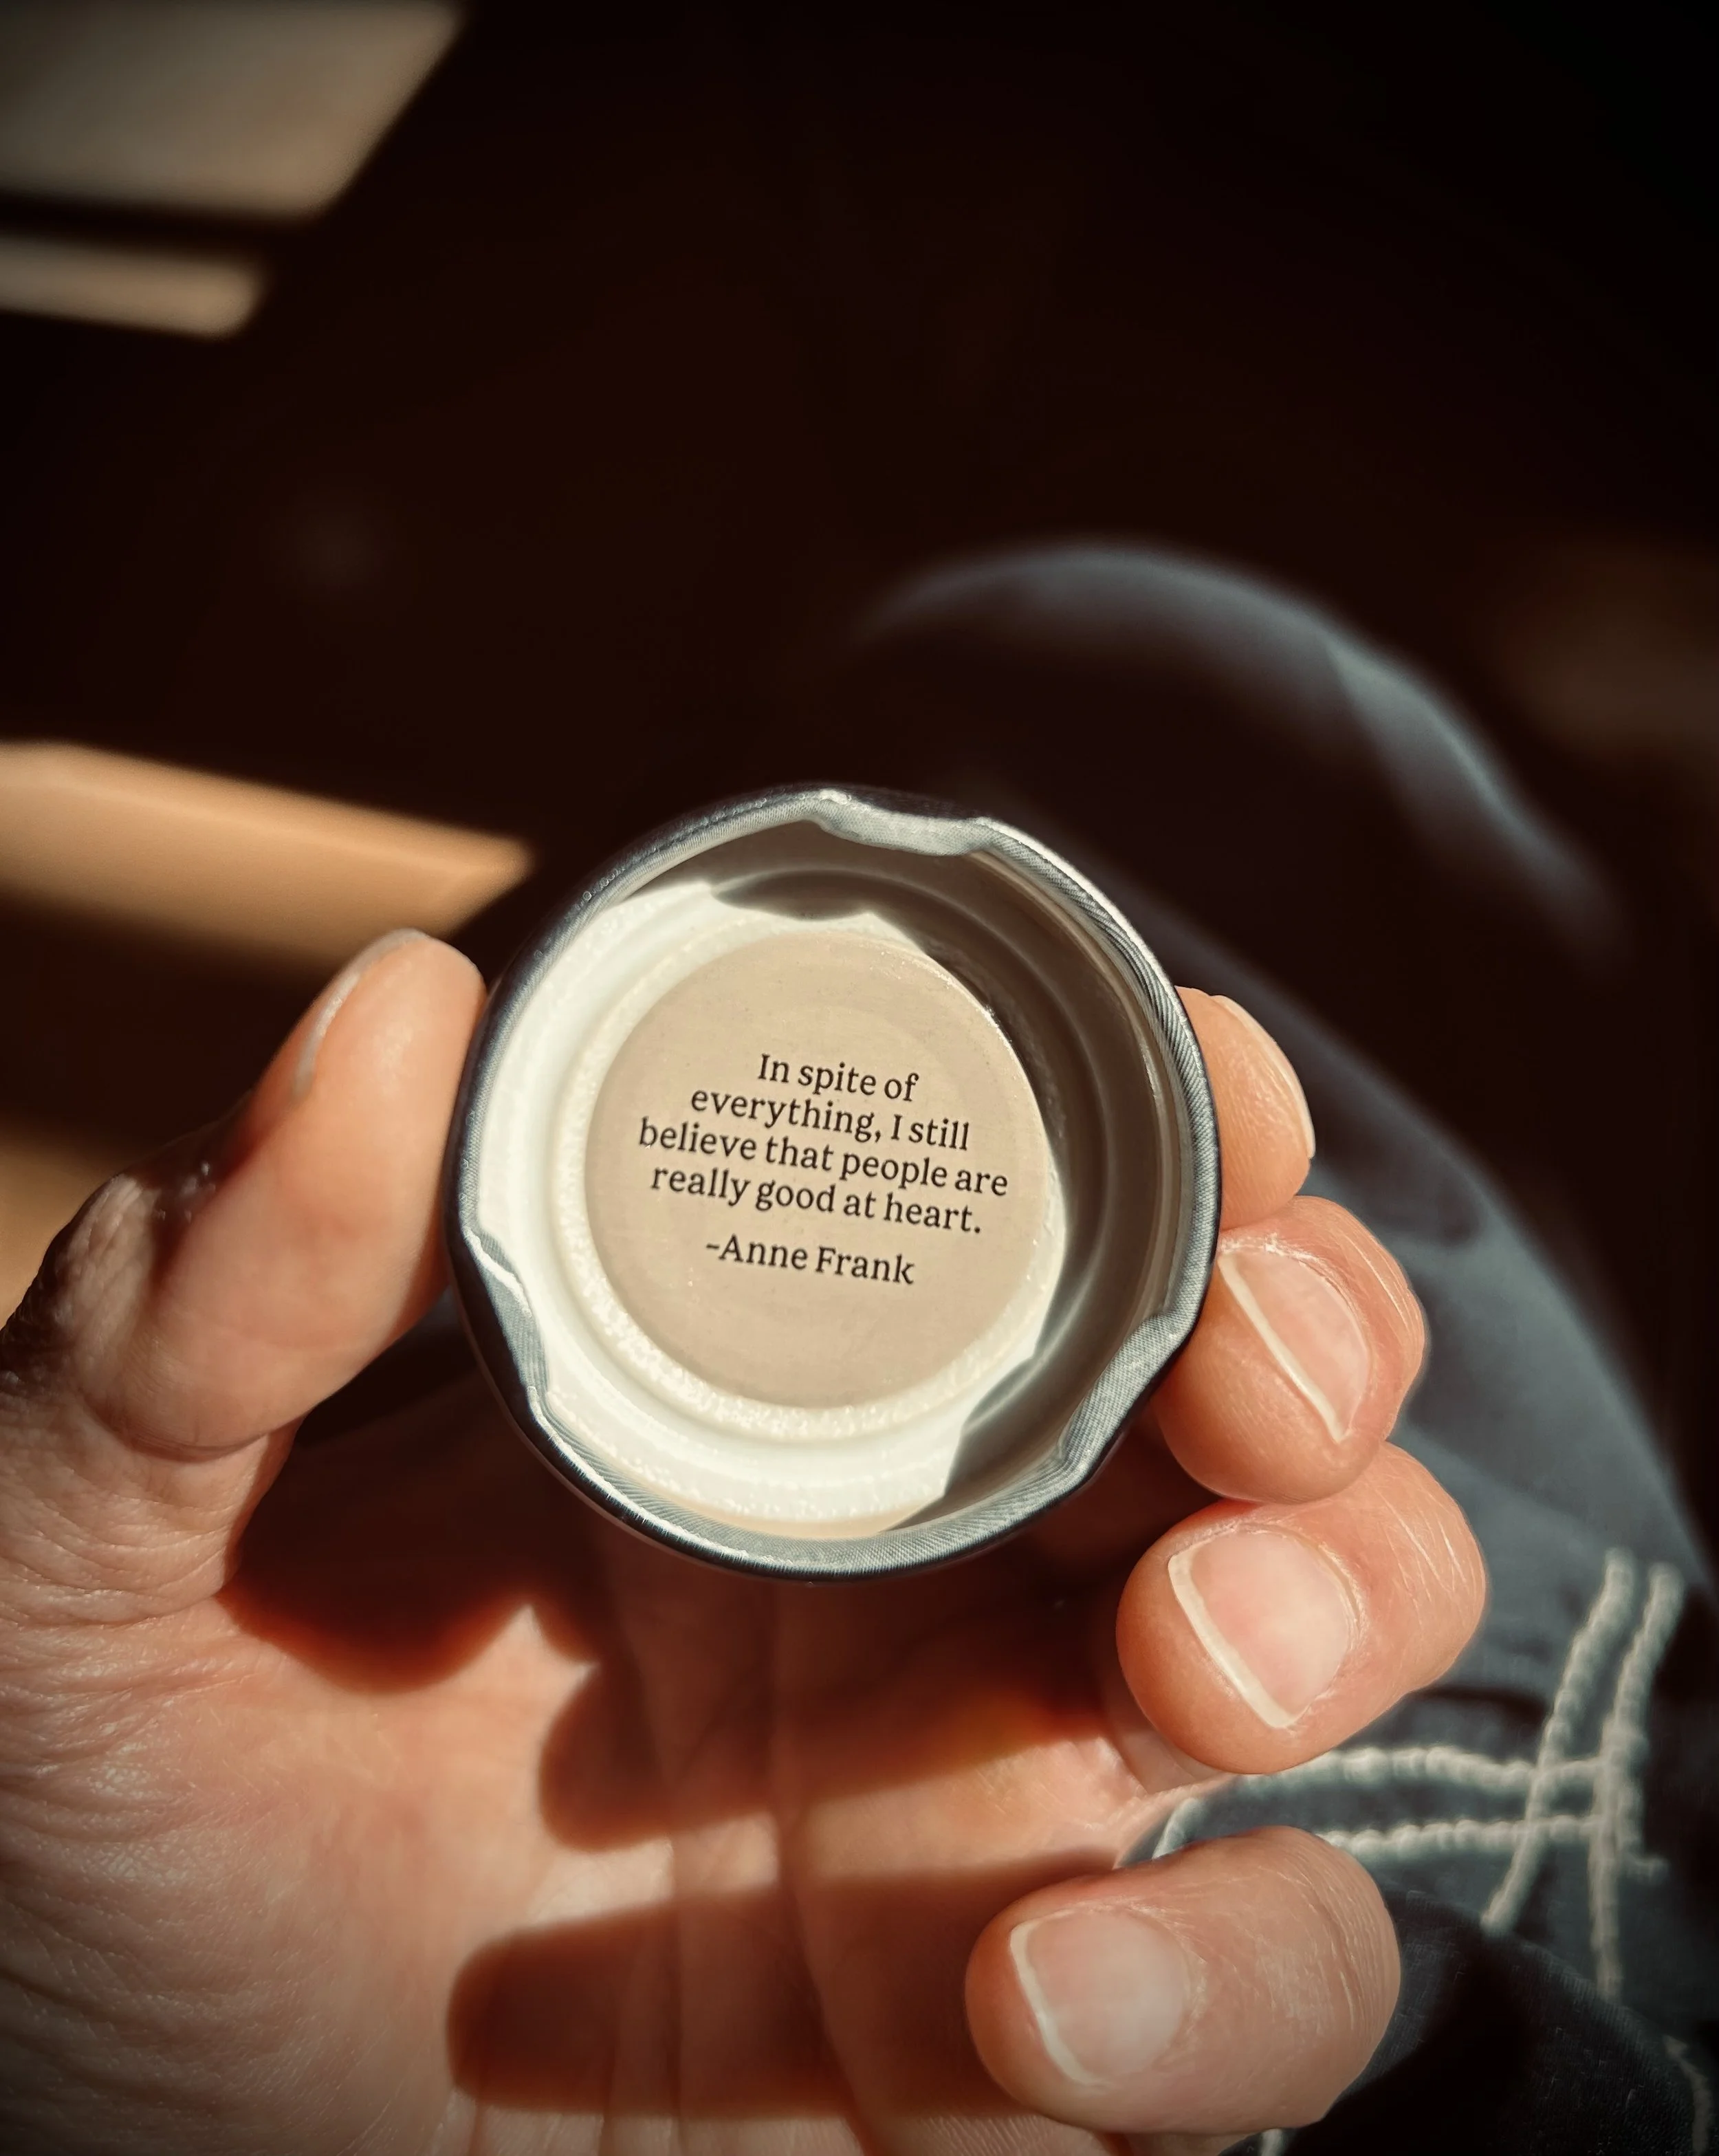 In spite of
everything, I still
believe that people are
really good at heart.
-Anne Frank